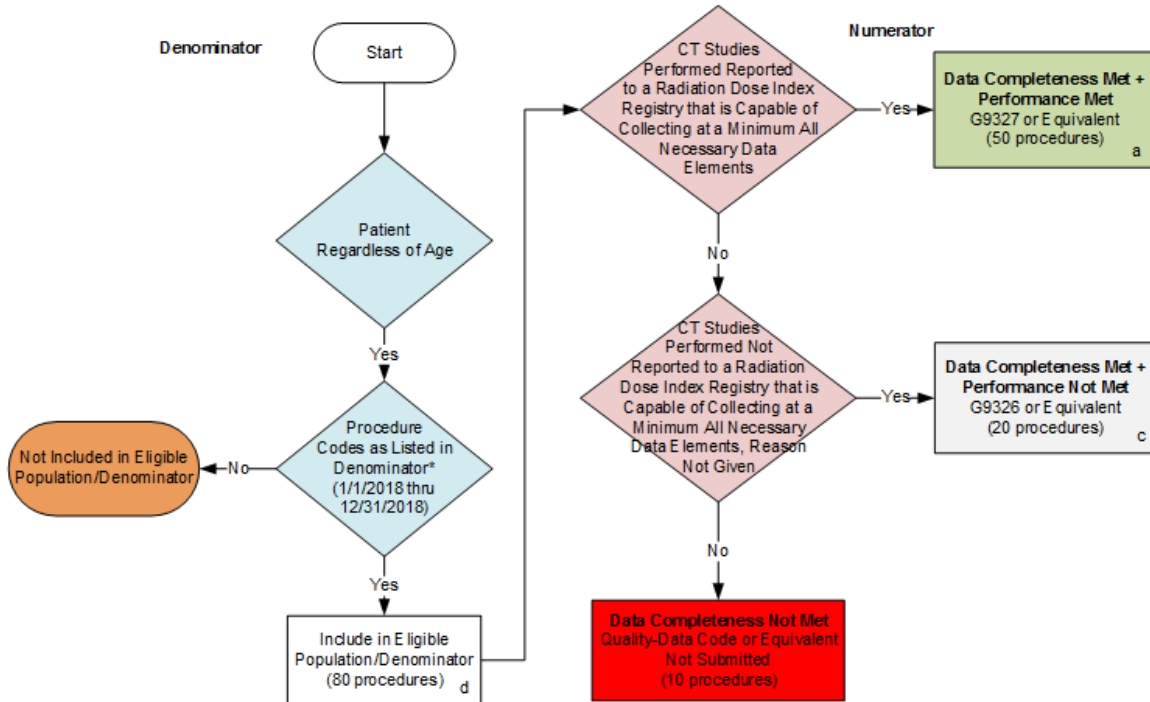 Denominator
Start
Patient
Regardless of Age
Yes
Procedure
Codes as Listed in
Denominator*
(1/1/2018 thru
12/31/2018)
No
Not Included in Eligible
Population/Denominator
Yes
Include in Eligible
Population/Denominator
(80 procedures)
d
Numerator
CT Studies
Performed Reported
to a Radiation Dose Index
Registry that is Capable of
Collecting at a Minimum All
Necessary Data
Elements
Yes
Data Completeness Met +
Performance Met
G9327 or Equivalent
(50 procedures)
a
No
CT Studies
Performed Not
Reported to a Radiation
Dose Index Registry that is
Capable of Collecting at a
Minimum All Necessary
Data Elements, Reason
Not Given
Yes
Data Completeness Met +
Performance Not Met
G9326 or Equivalent
(20 procedures)
c
No
Data Completeness Not Met
Quality-Data Code or Equivalent
Not Submitted
(10 procedures)